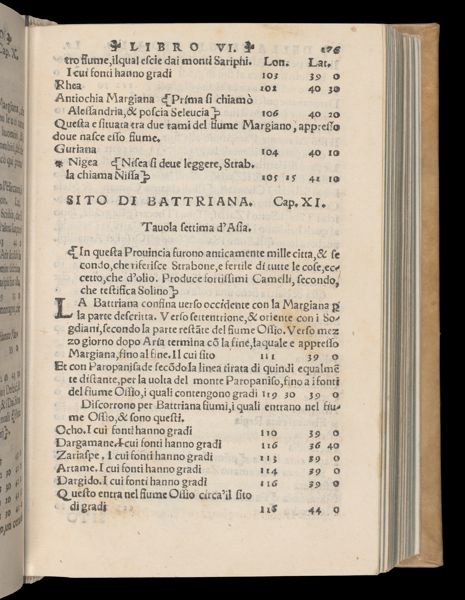 LIBRO VI. 176
tro fiume, il qual escie dai monti Sariphi. Lon. Lat.
I cui fonti hanno gradi 103 39 0
Rhea 102 40 30
Antiochia Margiana ❡Prima si chiamò
Alessandria, & poscia Seleucia 106 40 20
Questa e situata tra due rami del fiume Margiano, appresso
doue nasce esso fiume.
Guriana 104 40 10
* Nigea ❡Nisea si deue leggere, Strab.
la chiama Nissa 105 15 41 10
SITO DI BATTRIANA. Cap. XI.
Tauola settima d'Asia.
❡In questa Prouincia furono anticamente mille citta, & se
condo, che riferisce Strabone, e fertile di tutte le cose, ec-
cetto, che d'olio. Produce fortissimi Camelli, secondo,
che testifica Solino
LA Battriana confina verso occidente con la Margiana p
la parte descritta. Verso settentrione, & oriente con i So-
gdiani, secondo la parte restāte del fiume Ossio. Verso mez
zo giorno dopo Aria termina cō la fine, laquale e appresso
Margiana, fino al fine. Il cui sito 111 39 0
Et con Paropanisade secōdo la linea tirata di quindi equalmē
te distante, per la uolta del monte Paropaniso, fino a i fonti
del fiume Ossio, i quali contengono gradi 119 30 39 0
Discorrono per Battriana fiumi, i quali entrano nel fiu-
me Ossio, & sono questi.
Ocho. I cui fonti hanno gradi 110 39 0
Dargamane. I cui fonti hanno gradi 116 36 40
Zariaspe. I cui fonti hanno gradi 113 39 0
Artame. I cui fonti hanno gradi 114 39 0
Dargido. I cui fonti hanno gradi 116 39 0
Questo entra nel fiume Ossio circa'il sito
di gradi 116 44 0